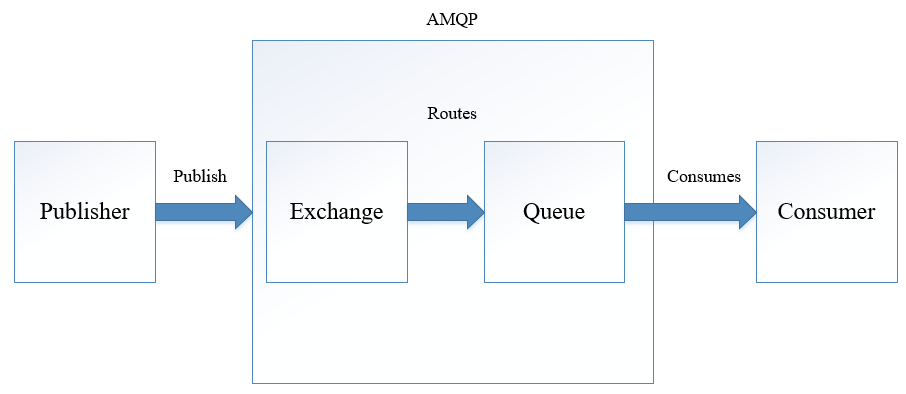 AMQP
Routes
Publish
Consumes
Publisher
Exchange
Queue
Consumer